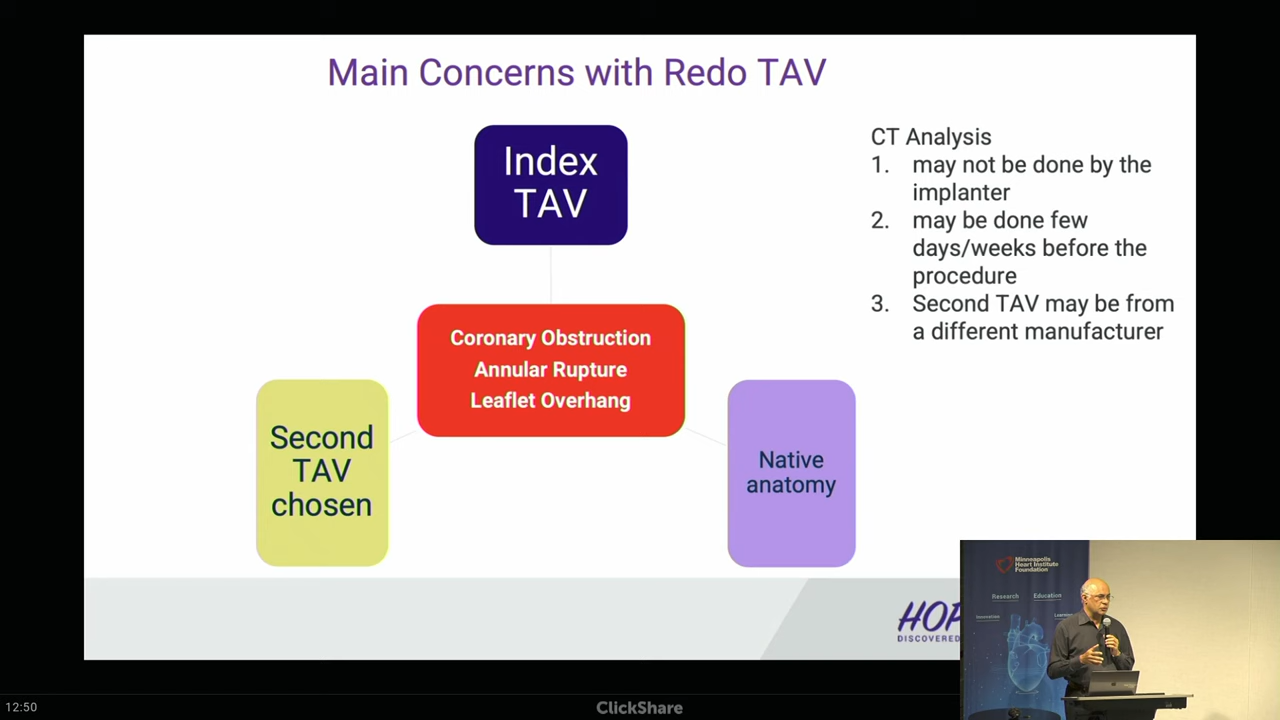 Main Concerns with Redo TAV
Index
TAV
CT Analysis
1. may not be done by the
implanter
2. may be done few
days/weeks before the
procedure
3. Second TAV may be from
a different manufacturer
Coronary Obstruction
Annular Rupture
Leaflet Overhang
Second
TAV
chosen
Native
anatomy
DISCOVERED
Minneapolis
Heart Institute
Foundation
Research Education
Innovation
12:50
ClickShare